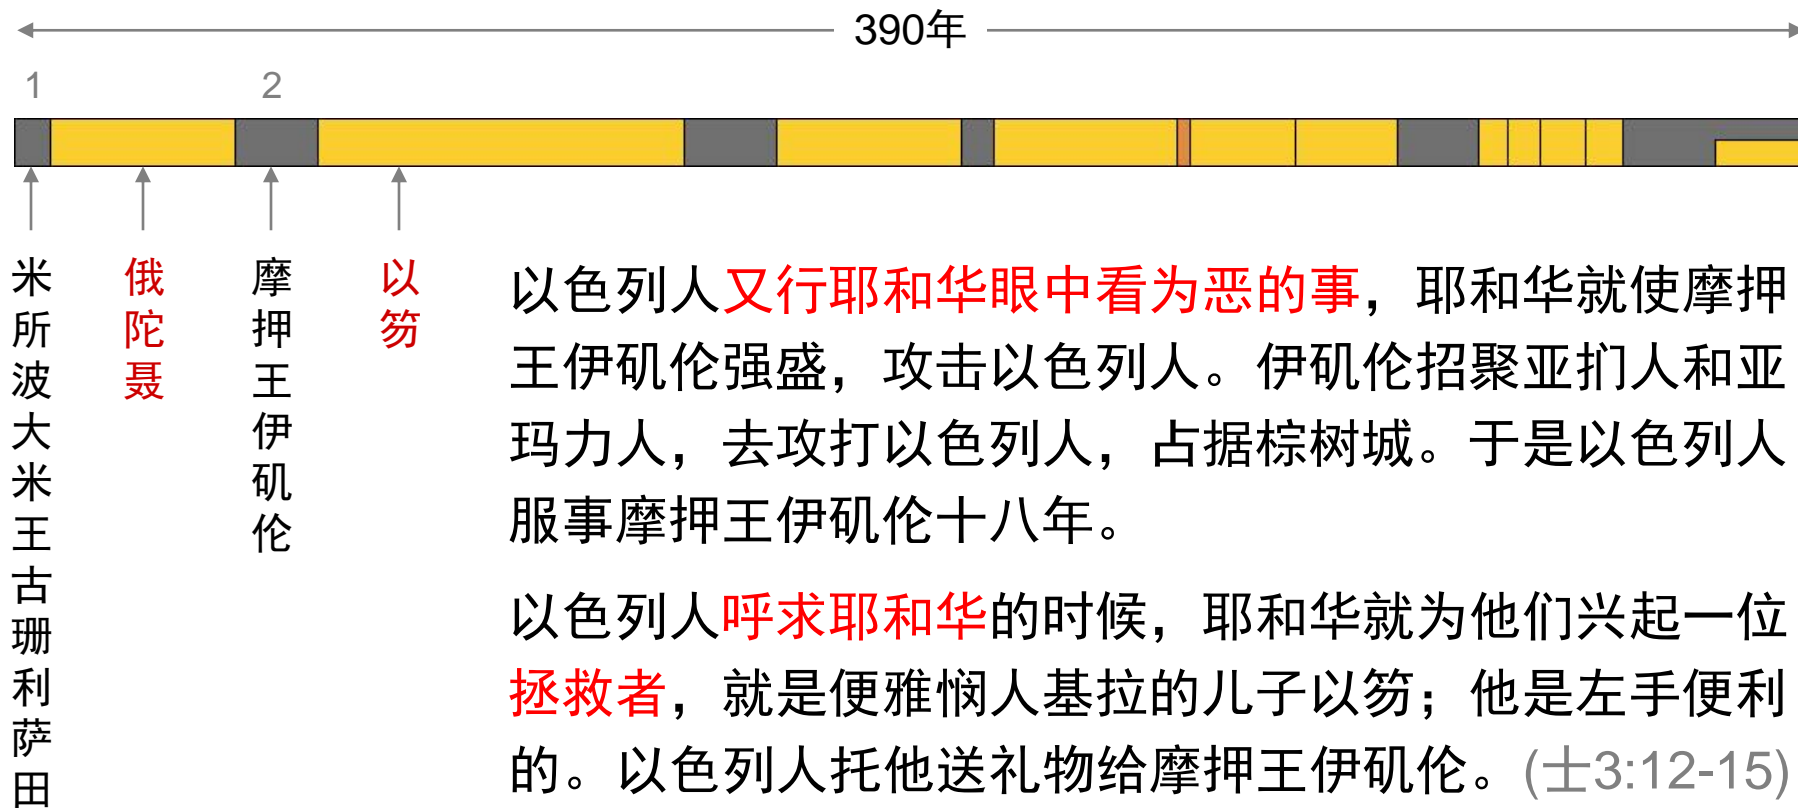 390年
1
2
米所波大米王古珊利萨田
俄陀聂
摩押王伊矶伦
以笏
以色列人又行耶和华眼中看为恶的事，耶和华就使摩押
王伊矶伦强盛，攻击以色列人。伊矶伦招聚亚扪人和亚
玛力人，去攻打以色列人，占据棕树城。于是以色列人
服事摩押王伊矶伦十八年。
以色列人呼求耶和华的时候，耶和华就为他们兴起一位
拯救者，就是便雅悯人基拉的儿子以笏；他是左手便利
的。以色列人托他送礼物给摩押王伊矶伦。(士3:12-15)